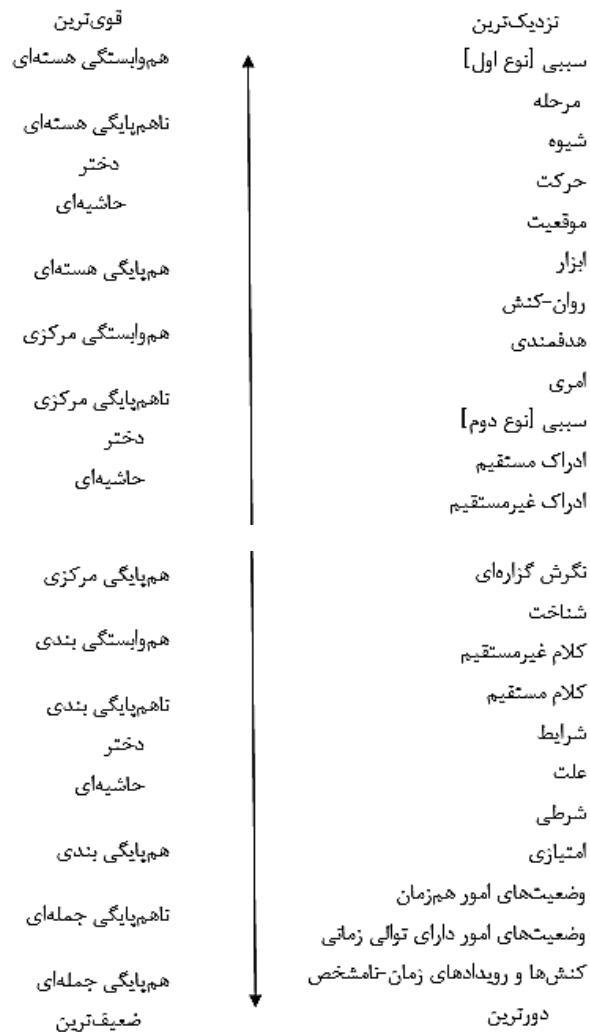 نزدیک‌ترین
سببی [نوع اول]
مرحله
شیوه
حرکت
موقعیت
ابزار
روان-کنش
هدفمندی
امری
سببی [نوع دوم]
ادراک مستقیم
ادراک غیرمستقیم
نگرش گزاره‌ای
شناخت
کلام غیرمستقیم
کلام مستقیم
شرایط
علت
شرطی
امتیازی
وضعیت‌های امور هم‌زمان
وضعیت‌های امور دارای توالی زمانی
کنش‌ها و رویدادهای زمان-نامشخص
دورترین
قوی‌ترین
هم‌وابستگی هسته‌ای
ناهم‌پایگی هسته‌ای
دختر
حاشیه‌ای
هم‌پایگی هسته‌ای
هم‌وابستگی مرکزی
ناهم‌پایگی مرکزی
دختر
حاشیه‌ای
هم‌پایگی مرکزی
هم‌وابستگی بندی
ناهم‌پایگی بندی
دختر
حاشیه‌ای
هم‌پایگی بندی
ناهم‌پایگی جمله‌ای
هم‌پایگی جمله‌ای
ضعیف‌ترین